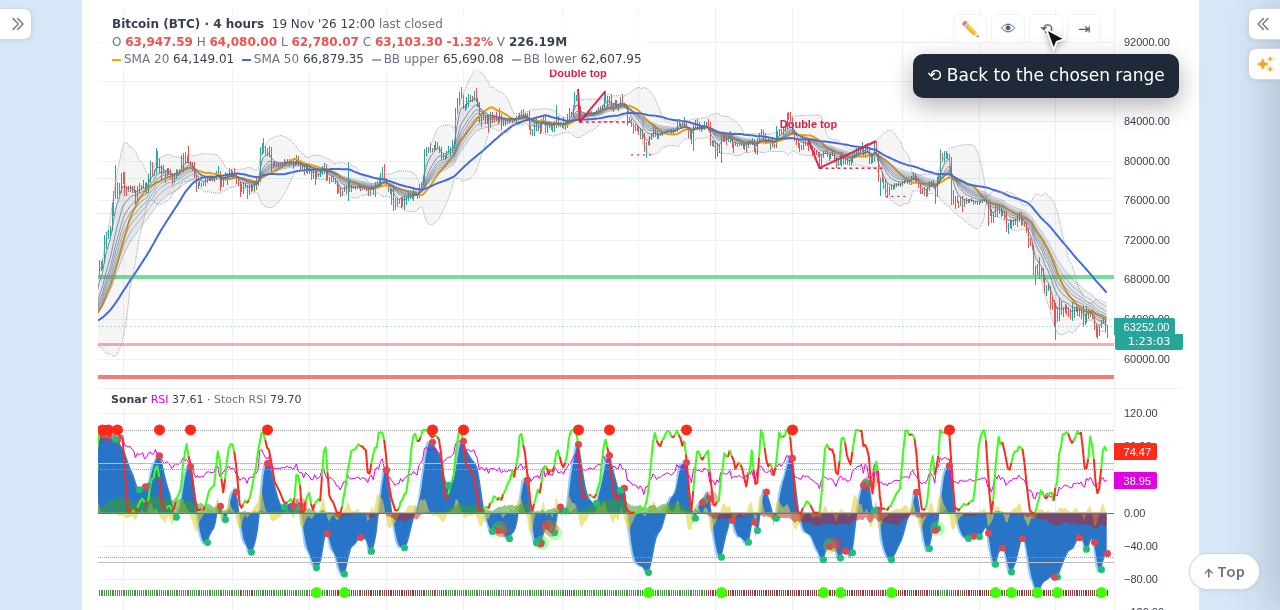 Bitcoin (BTC) · 4 hours 19 Nov '26 12:00 last closed
O 63,947.59 H 64,080.00 L 62,780.07 C 63,103.30 -1.32% V 226.19M
SMA 20 64,149.01 SMA 50 66,879.35 BB upper 65,690.08 BB lower 62,607.95
⟲ Back to the chosen range
Double top
Double top
92000.00
84000.00
80000.00
76000.00
72000.00
68000.00
63252.00
1:23:03
60000.00
Sonar RSI 37.61 · Stoch RSI 79.70
120.00
74.47
38.95
0.00
−40.00
−80.00
↑ Top